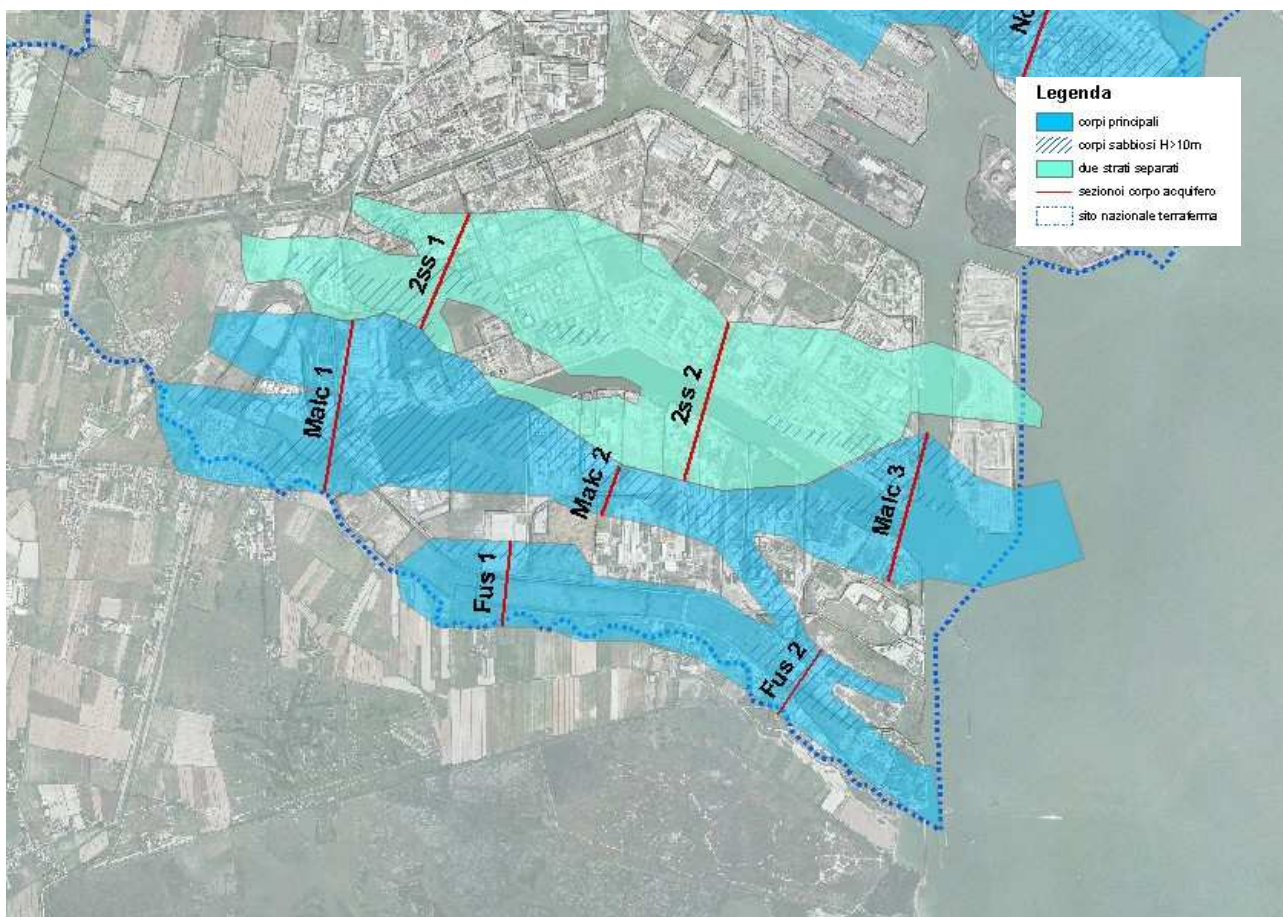 No
Legenda
corpi principali
corpi sabbiosi H>10m
due strati separati
sezionoi corpo acquifero
sito nazionale terraferma
2ss 1
Malc 1
2ss 2
Malc 2
Malc 3
Fus 1
Fus 2